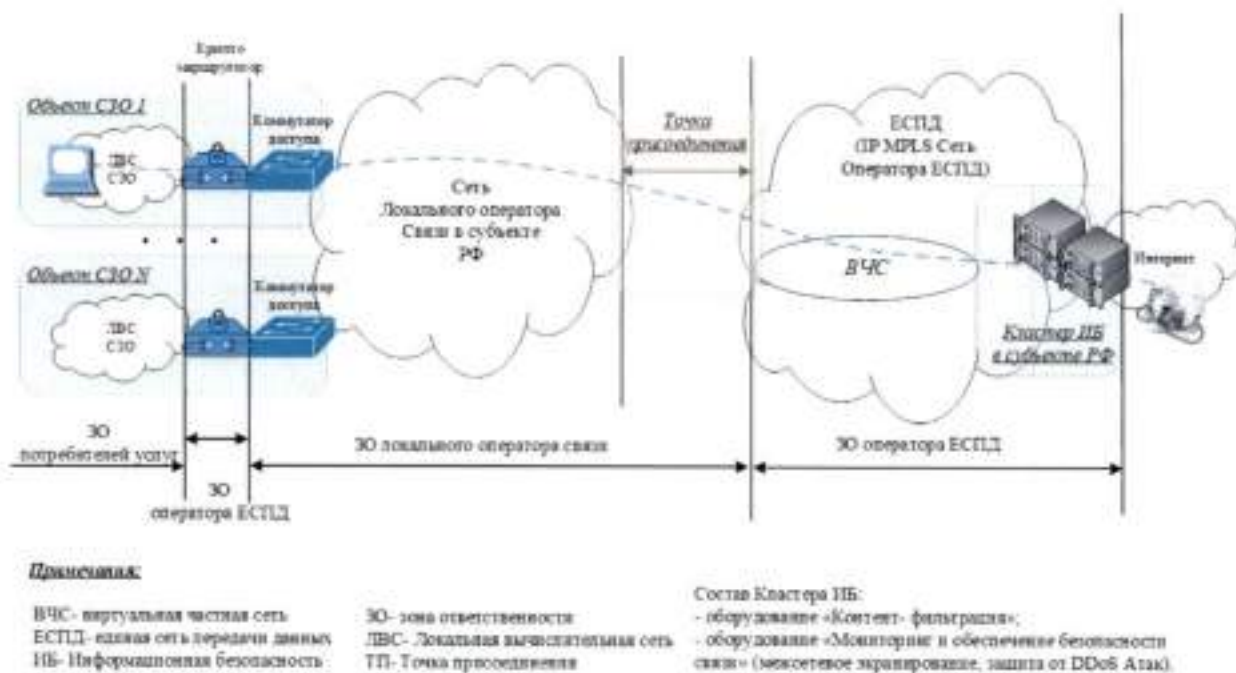 Крипто
маршрутизатор
Объект СЗО 1
Коммутатор
доступа
ЛВС
СЗО
Сеть
Локального оператора
Связи в субъекте
РФ
Точка
присоединения
ЕСПД
(IP MPLS Сеть
Оператора ЕСПД)
ВЧС
Интернет
Кластер ИБ
в субъекте РФ
Объект СЗО N
Коммутатор
доступа
ЛВС
СЗО
ЗО
потребителей услуг
ЗО
оператора ЕСПД
ЗО локального оператора связи
ЗО оператора ЕСПД
Примечания:
ВЧС- виртуальная частная сеть
ЕСПД- единая сеть передачи данных
ИБ- Информационная безопасность
ЗО- зона ответственности
ЛВС- Локальная вычислительная сеть
ТП- Точка присоединения
Состав Кластера ИБ:
- оборудование «Контент- фильтрация»;
- оборудование «Мониторинг и обеспечение безопасности
связи» (межсетевое экранирование, защита от DDoS Атак).